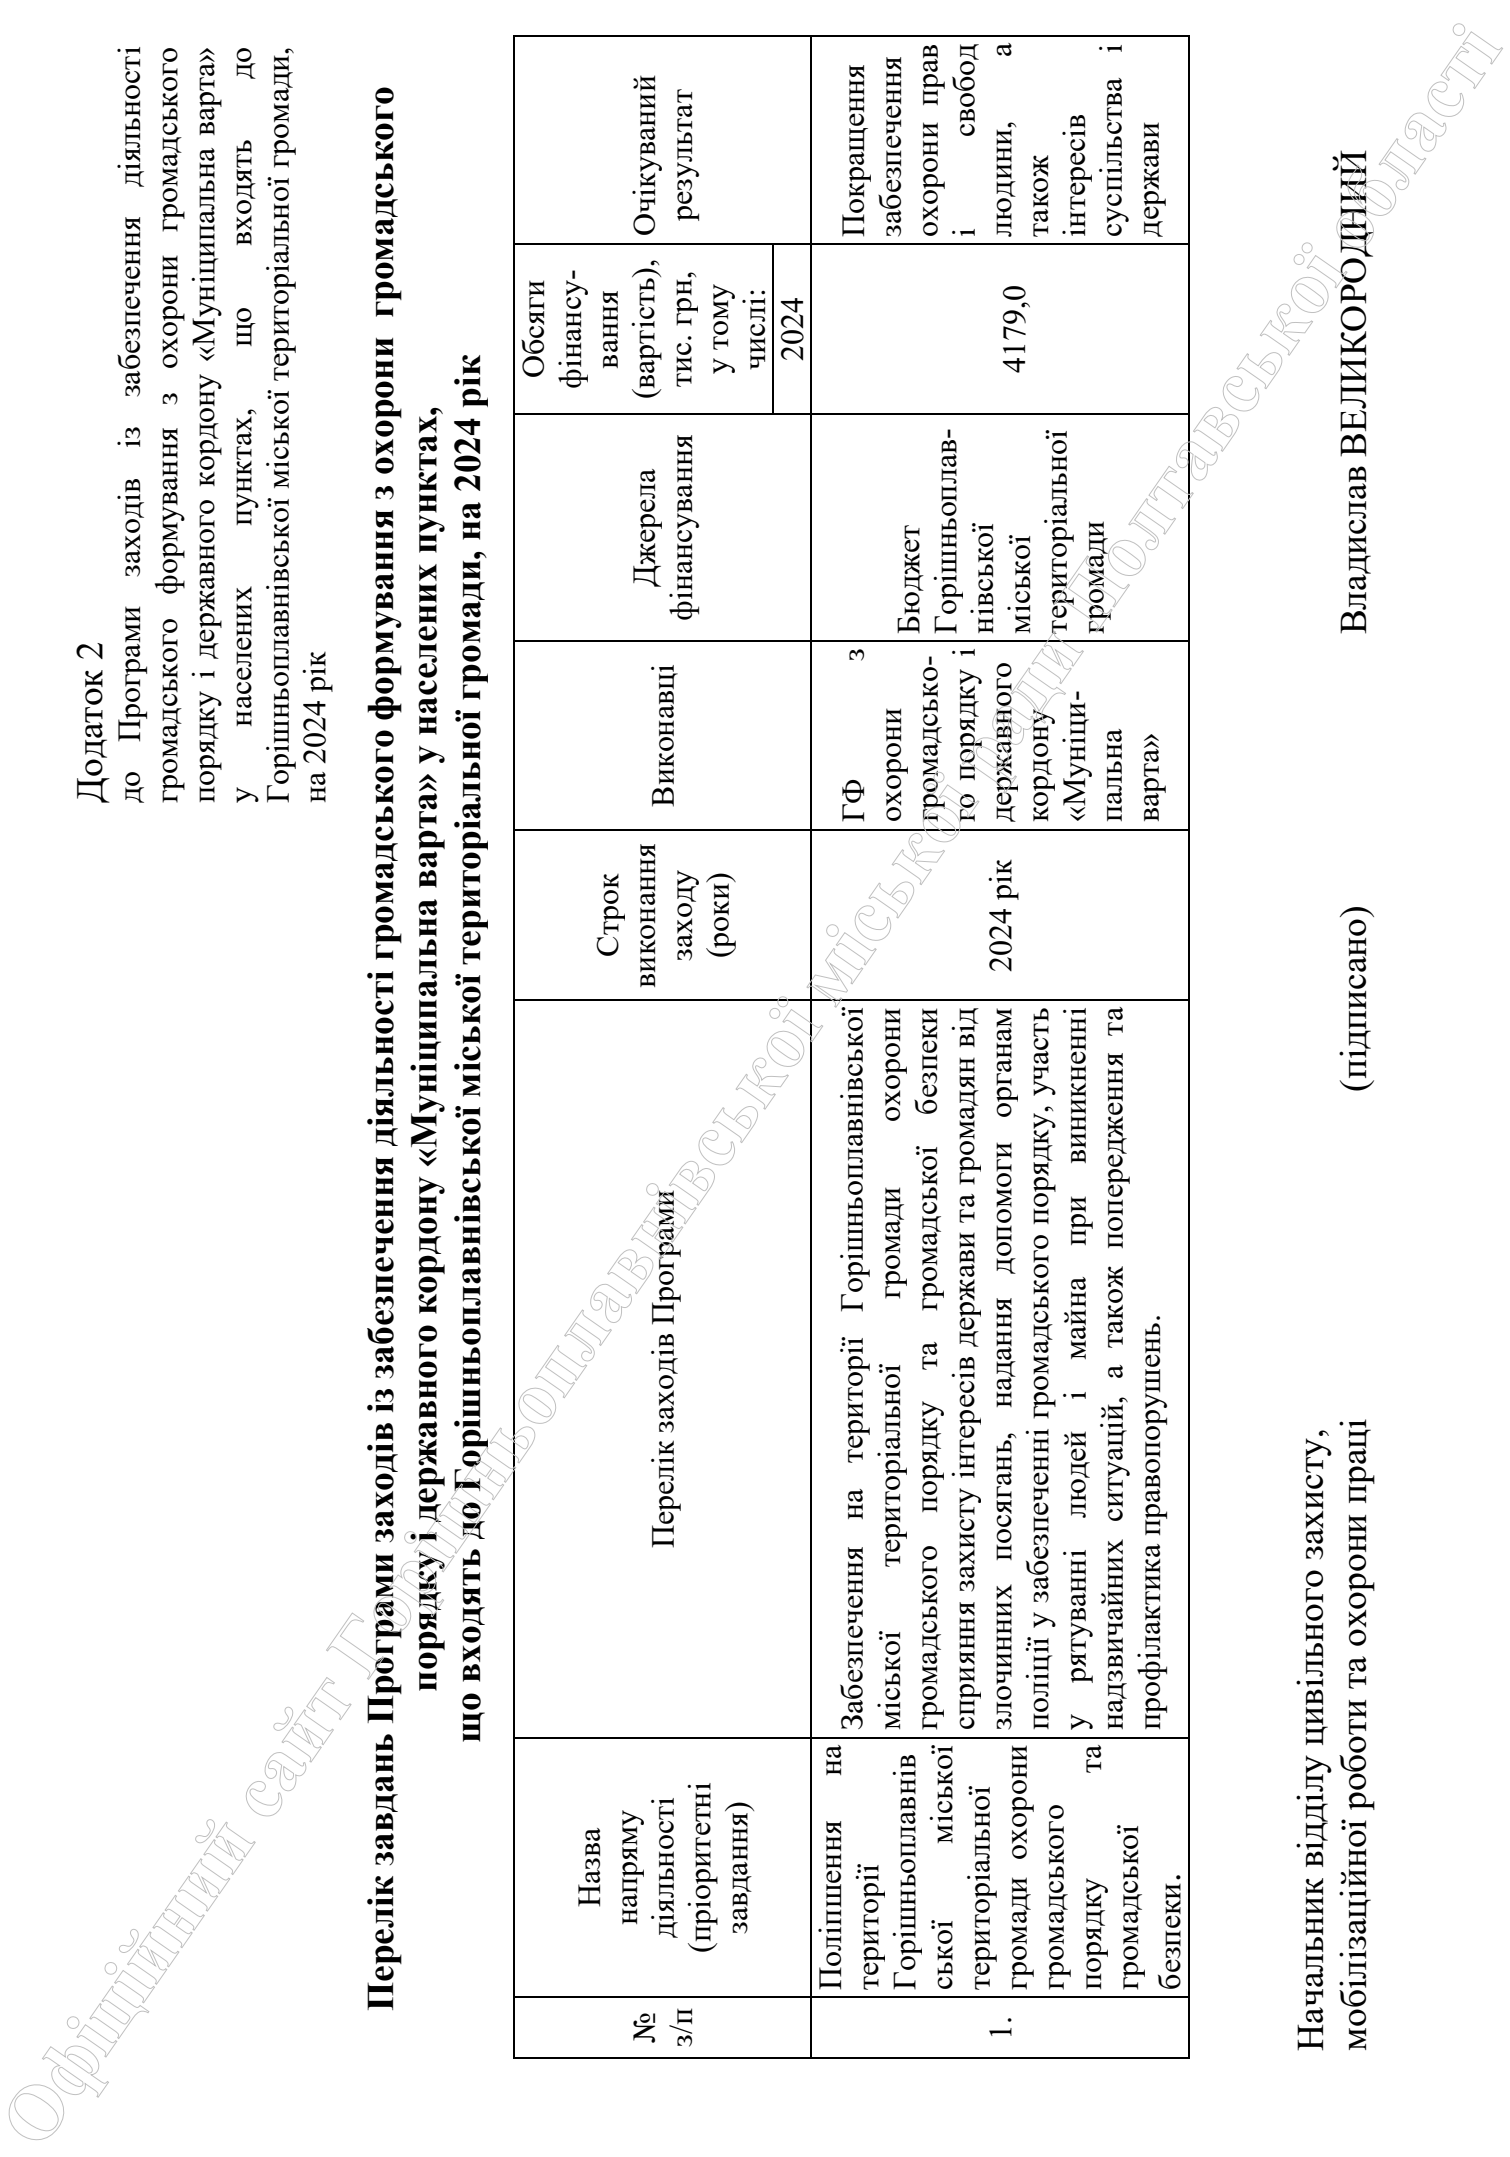 Додаток 2
до Програми заходів із забезпечення діяльності
громадського формування з охорони громадського
порядку і державного кордону «Муніципальна варта»
у населених пунктах, що входять до
Горішньоплавнівської міської територіальної громади,
на 2024 рік
Перелік завдань Програми заходів із забезпечення діяльності громадського формування з охорони громадського
порядку і державного кордону «Муніципальна варта» у населених пунктах,
що входять до Горішньоплавнівської міської територіальної громади, на 2024 рік
№
з/п
Назва
напряму
діяльності
(пріоритетні
завдання)
Перелік заходів Програми
Строк
виконання
заходу
(роки)
Виконавці
Джерела
фінансування
Обсяги
фінансу-
вання
(вартість),
тис. грн,
у тому
числі:
2024
Очікуваний
результат
1.
Поліпшення на
території
Горішньоплавнів
ської міської
територіальної
громади охорони
громадського
порядку та
громадської
безпеки.
Забезпечення на території Горішньоплавнівської
міської територіальної громади охорони
громадського порядку та громадської безпеки
сприяння захисту інтересів держави та громадян від
злочинних посягань, надання допомоги органам
поліції у забезпеченні громадського порядку, участь
у рятуванні людей і майна при виникненні
надзвичайних ситуацій, а також попередження та
профілактика правопорушень.
2024 рік
ГФ з
охорони
громадсько-
го порядку і
державного
кордону
«Муніци-
пальна
варта»
Бюджет
Горішньоплав-
нівської
міської
територіальної
громади
4179,0
Покращення
забезпечення
охорони прав
і свобод
людини, а
також
інтересів
суспільства і
держави
Начальник відділу цивільного захисту,
мобілізаційної роботи та охорони праці (підписано) Владислав ВЕЛИКОРОДНИЙ
Офіційний сайт Горішньоплавнівської міської ради Полтавської області